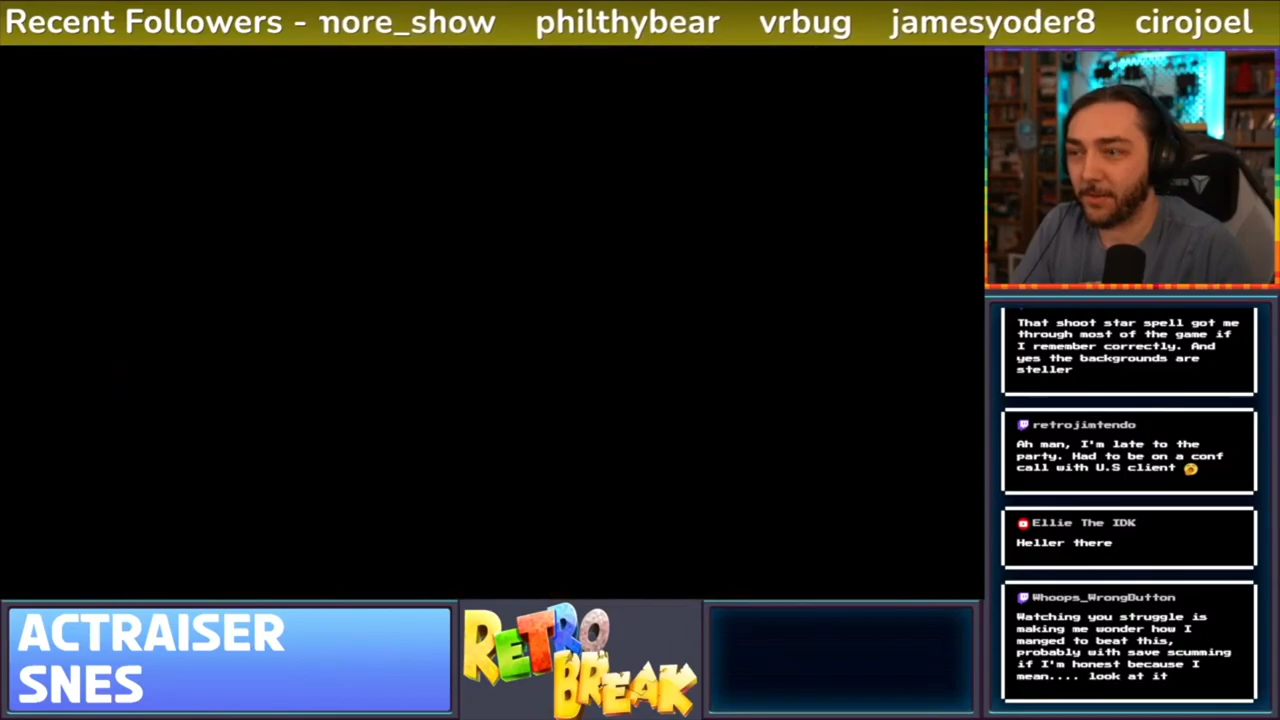 Recent Followers - more_show philthybear vrbug jamesyoder8 cirojoel
That shoot star spell got me
through most of the game if
I remember correctly. And
yes the backgrounds are
steller
retrojimtendo
Ah man, I'm late to the
party. Had to be on a conf
call with U.S client
Ellie The IDK
Heller there
Whoops_WrongButton
Watching you struggle is
making me wonder how I
manged to beat this,
probably with save scumming
if I'm honest because I
mean.... look at it
ACTRAISER
SNES
RETRO
BREAK